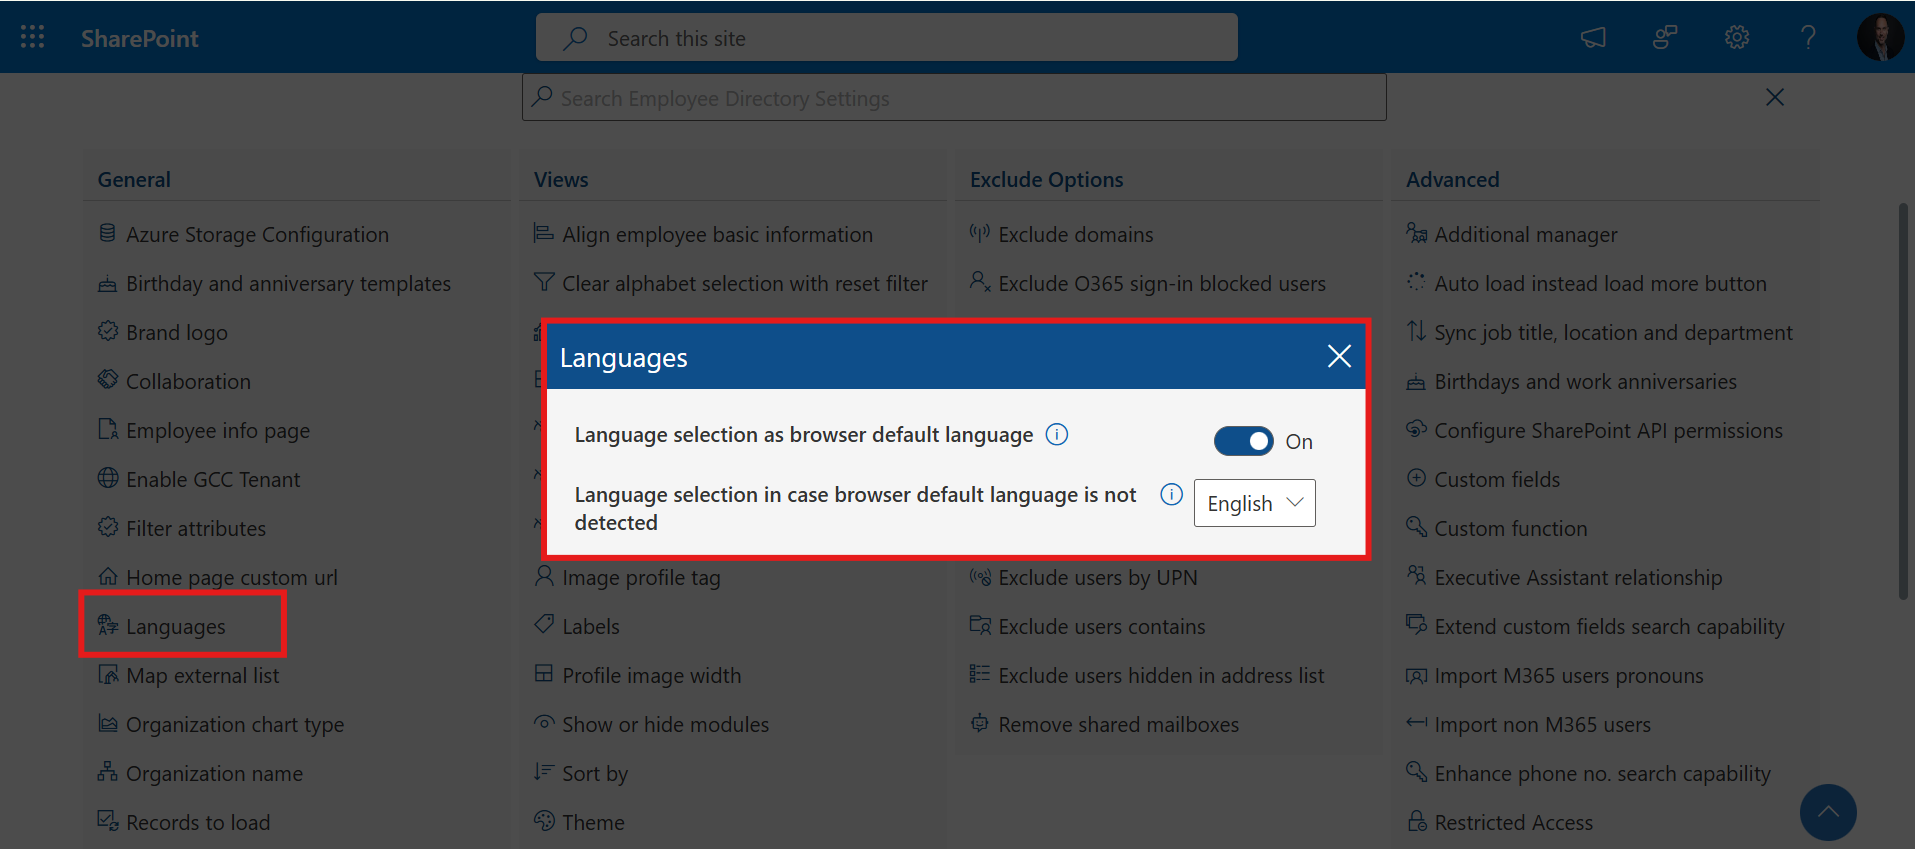 SharePoint
Search this site
Search Employee Directory Settings
General
Azure Storage Configuration
Birthday and anniversary templates
Brand logo
Collaboration
Employee info page
Enable GCC Tenant
Filter attributes
Home page custom url
Languages
Map external list
Organization chart type
Organization name
Records to load
Views
Align employee basic information
Clear alphabet selection with reset filter
Image profile tag
Labels
Profile image width
Show or hide modules
Sort by
Theme
Exclude Options
Exclude domains
Exclude O365 sign-in blocked users
Exclude users by UPN
Exclude users contains
Exclude users hidden in address list
Remove shared mailboxes
Advanced
Additional manager
Auto load instead load more button
Sync job title, location and department
Birthdays and work anniversaries
Configure SharePoint API permissions
Custom fields
Custom function
Executive Assistant relationship
Extend custom fields search capability
Import M365 users pronouns
Import non M365 users
Enhance phone no. search capability
Restricted Access
Languages
Language selection as browser default language
On
Language selection in case browser default language is not
detected
English